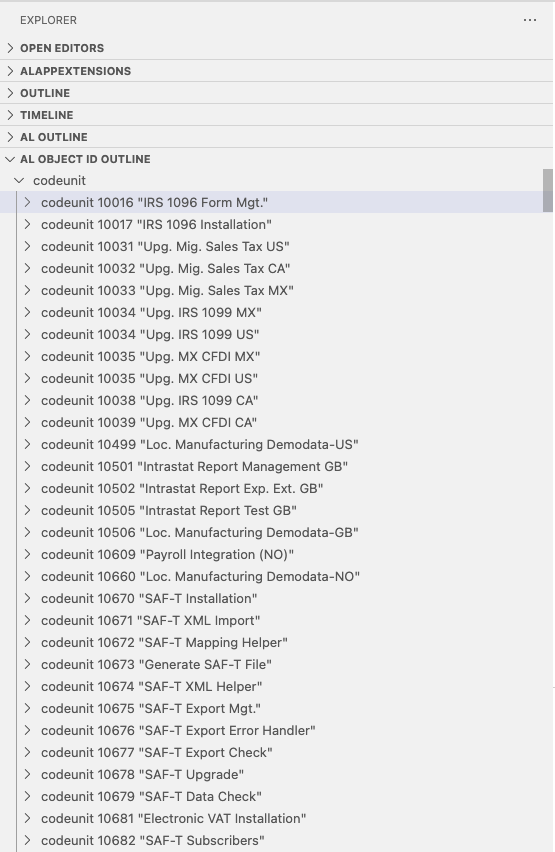 EXPLORER
OPEN EDITORS
ALAPPEXTENSIONS
OUTLINE
TIMELINE
AL OUTLINE
AL OBJECT ID OUTLINE
codeunit
codeunit 10016 "IRS 1096 Form Mgt."
codeunit 10017 "IRS 1096 Installation"
codeunit 10031 "Upg. Mig. Sales Tax US"
codeunit 10032 "Upg. Mig. Sales Tax CA"
codeunit 10033 "Upg. Mig. Sales Tax MX"
codeunit 10034 "Upg. IRS 1099 MX"
codeunit 10034 "Upg. IRS 1099 US"
codeunit 10035 "Upg. MX CFDI MX"
codeunit 10035 "Upg. MX CFDI US"
codeunit 10038 "Upg. IRS 1099 CA"
codeunit 10039 "Upg. MX CFDI CA"
codeunit 10499 "Loc. Manufacturing Demodata-US"
codeunit 10501 "Intrastat Report Management GB"
codeunit 10502 "Intrastat Report Exp. Ext. GB"
codeunit 10505 "Intrastat Report Test GB"
codeunit 10506 "Loc. Manufacturing Demodata-GB"
codeunit 10609 "Payroll Integration (NO)"
codeunit 10660 "Loc. Manufacturing Demodata-NO"
codeunit 10670 "SAF-T Installation"
codeunit 10671 "SAF-T XML Import"
codeunit 10672 "SAF-T Mapping Helper"
codeunit 10673 "Generate SAF-T File"
codeunit 10674 "SAF-T XML Helper"
codeunit 10675 "SAF-T Export Mgt."
codeunit 10676 "SAF-T Export Error Handler"
codeunit 10677 "SAF-T Export Check"
codeunit 10678 "SAF-T Upgrade"
codeunit 10679 "SAF-T Data Check"
codeunit 10681 "Electronic VAT Installation"
codeunit 10682 "SAF-T Subscribers"